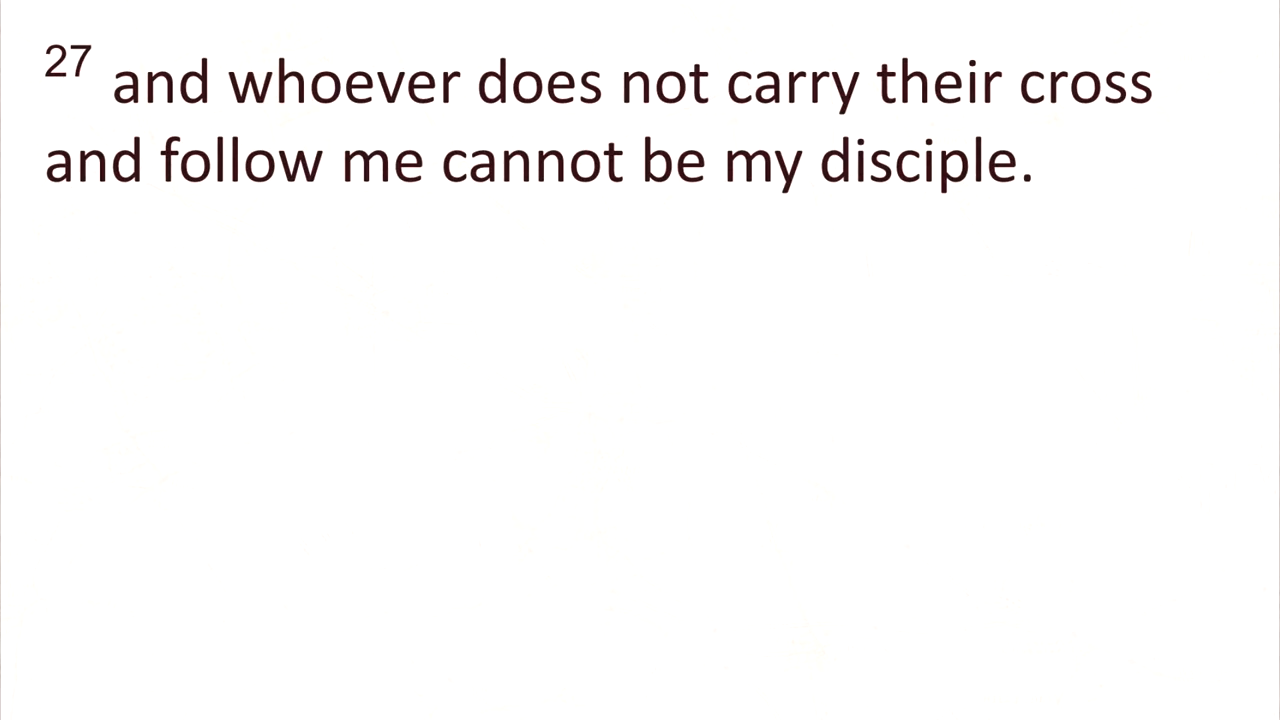 27 and whoever does not carry their cross
and follow me cannot be my disciple.